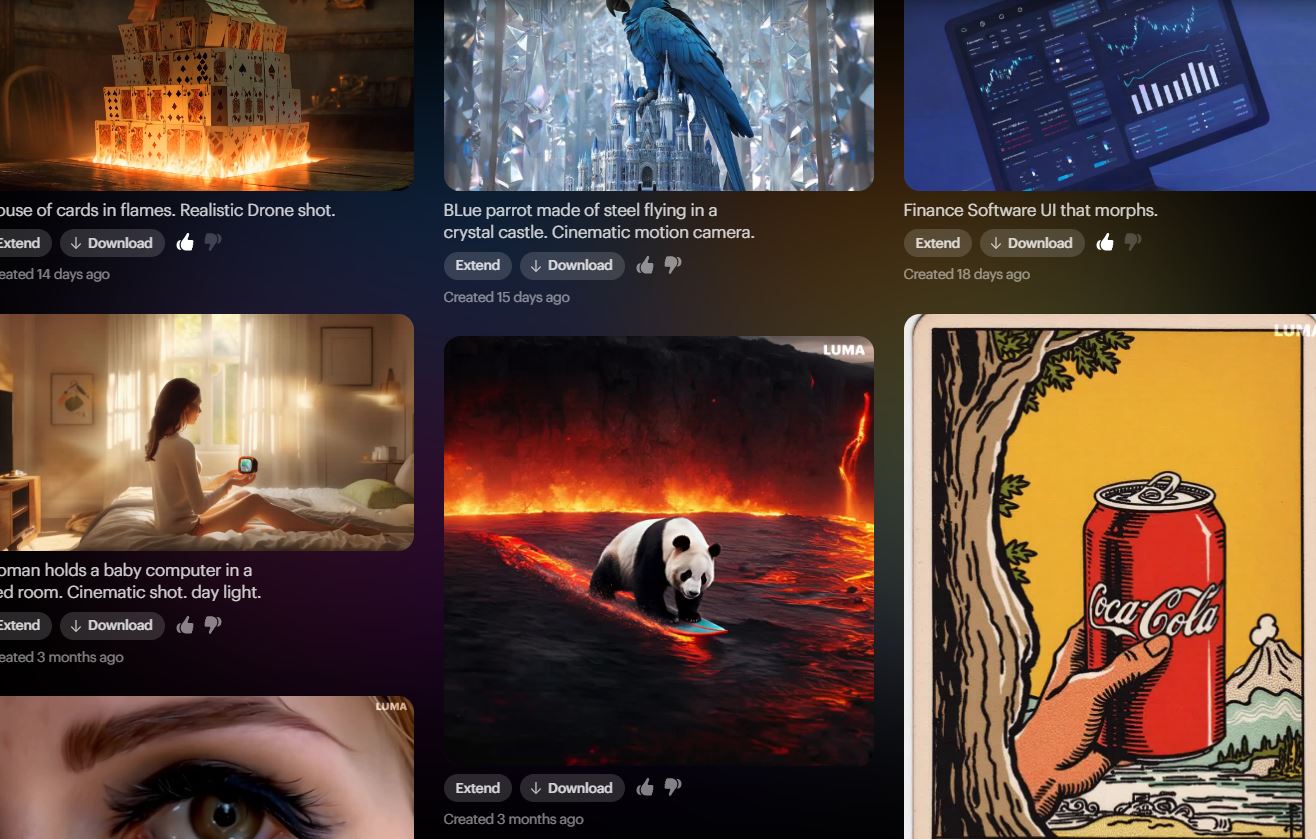 ouse of cards in flames. Realistic Drone shot.
Extend
Download
eated 14 days ago
BLue parrot made of steel flying in a
crystal castle. Cinematic motion camera.
Extend
Download
Created 15 days ago
Finance Software UI that morphs.
Extend
Download
Created 18 days ago
oman holds a baby computer in a
ed room. Cinematic shot. day light.
Extend
Download
eated 3 months ago
LUMA
LUMA
Extend
Download
Created 3 months ago
LUMA
Coca-Cola